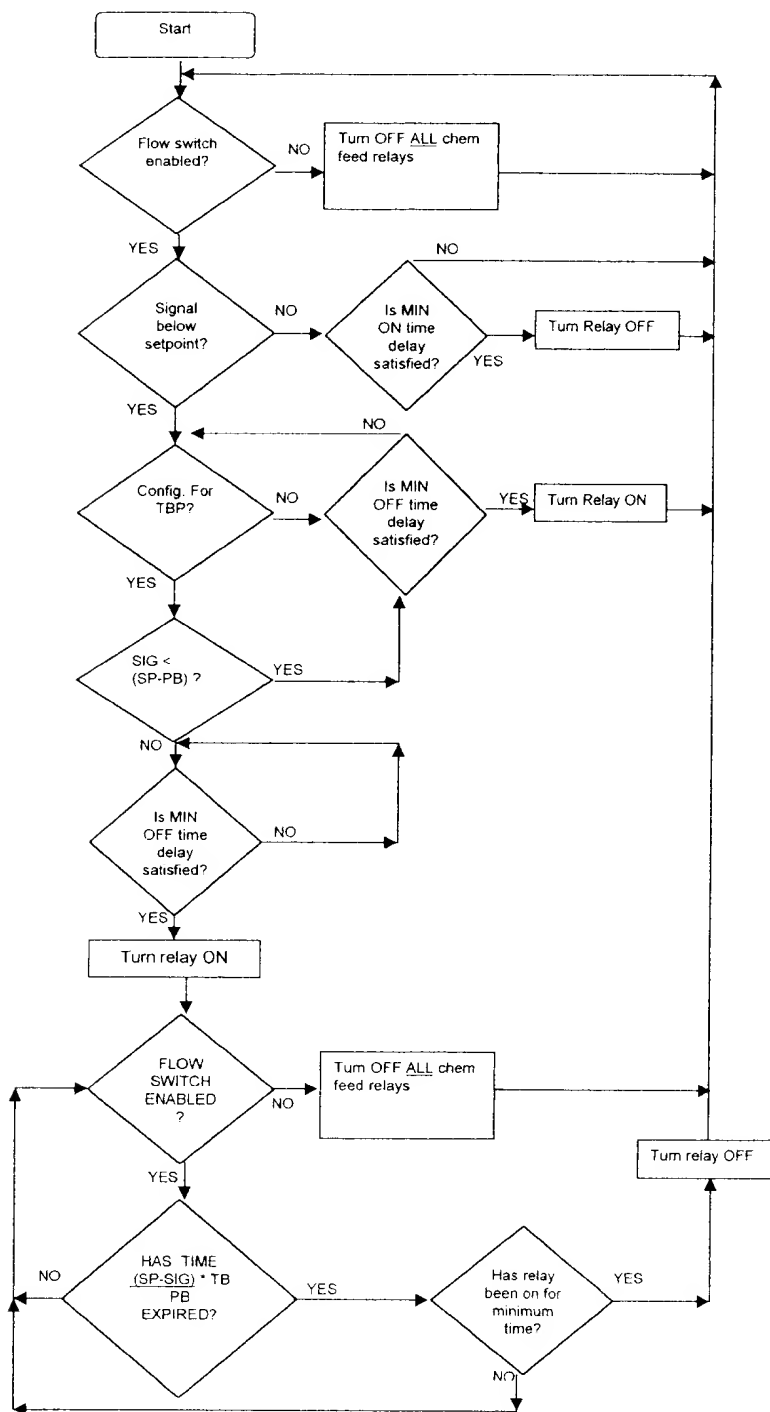 Start
Flow switch
enabled?
NO
Turn OFF ALL chem
feed relays
YES
NO
Signal
below
setpoint?
NO
Is MIN
ON time
delay
satisfied?
YES
Turn Relay OFF
YES
NO
Config. For
TBP?
NO
Is MIN
OFF time
delay
satisfied?
YES
Turn Relay ON
YES
SIG <
(SP-PB) ?
YES
NO
Is MIN
OFF time
delay
satisfied?
NO
YES
Turn relay ON
FLOW
SWITCH
ENABLED
?
NO
Turn OFF ALL chem
feed relays
YES
Turn relay OFF
HAS TIME
(SP-SIG) * TB
PB
EXPIRED?
NO
YES
Has relay
been on for
minimum
time?
YES
NO